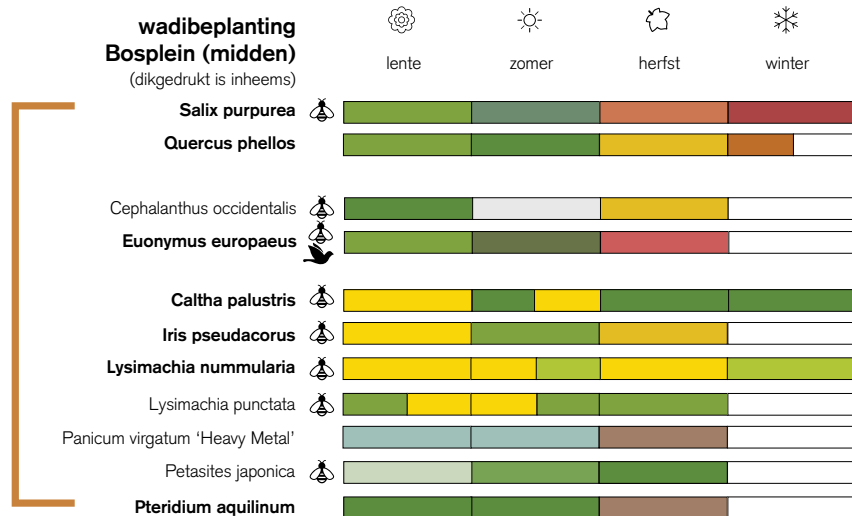 wadibeplanting
Bosplein (midden)
(dikgedrukt is inheems)
lente zomer herfst winter
Salix purpurea
Quercus phellos
Cephalanthus occidentalis
Euonymus europaeus
Caltha palustris
Iris pseudacorus
Lysimachia nummularia
Lysimachia punctata
Panicum virgatum ‘Heavy Metal’
Petasites japonica
Pteridium aquilinum